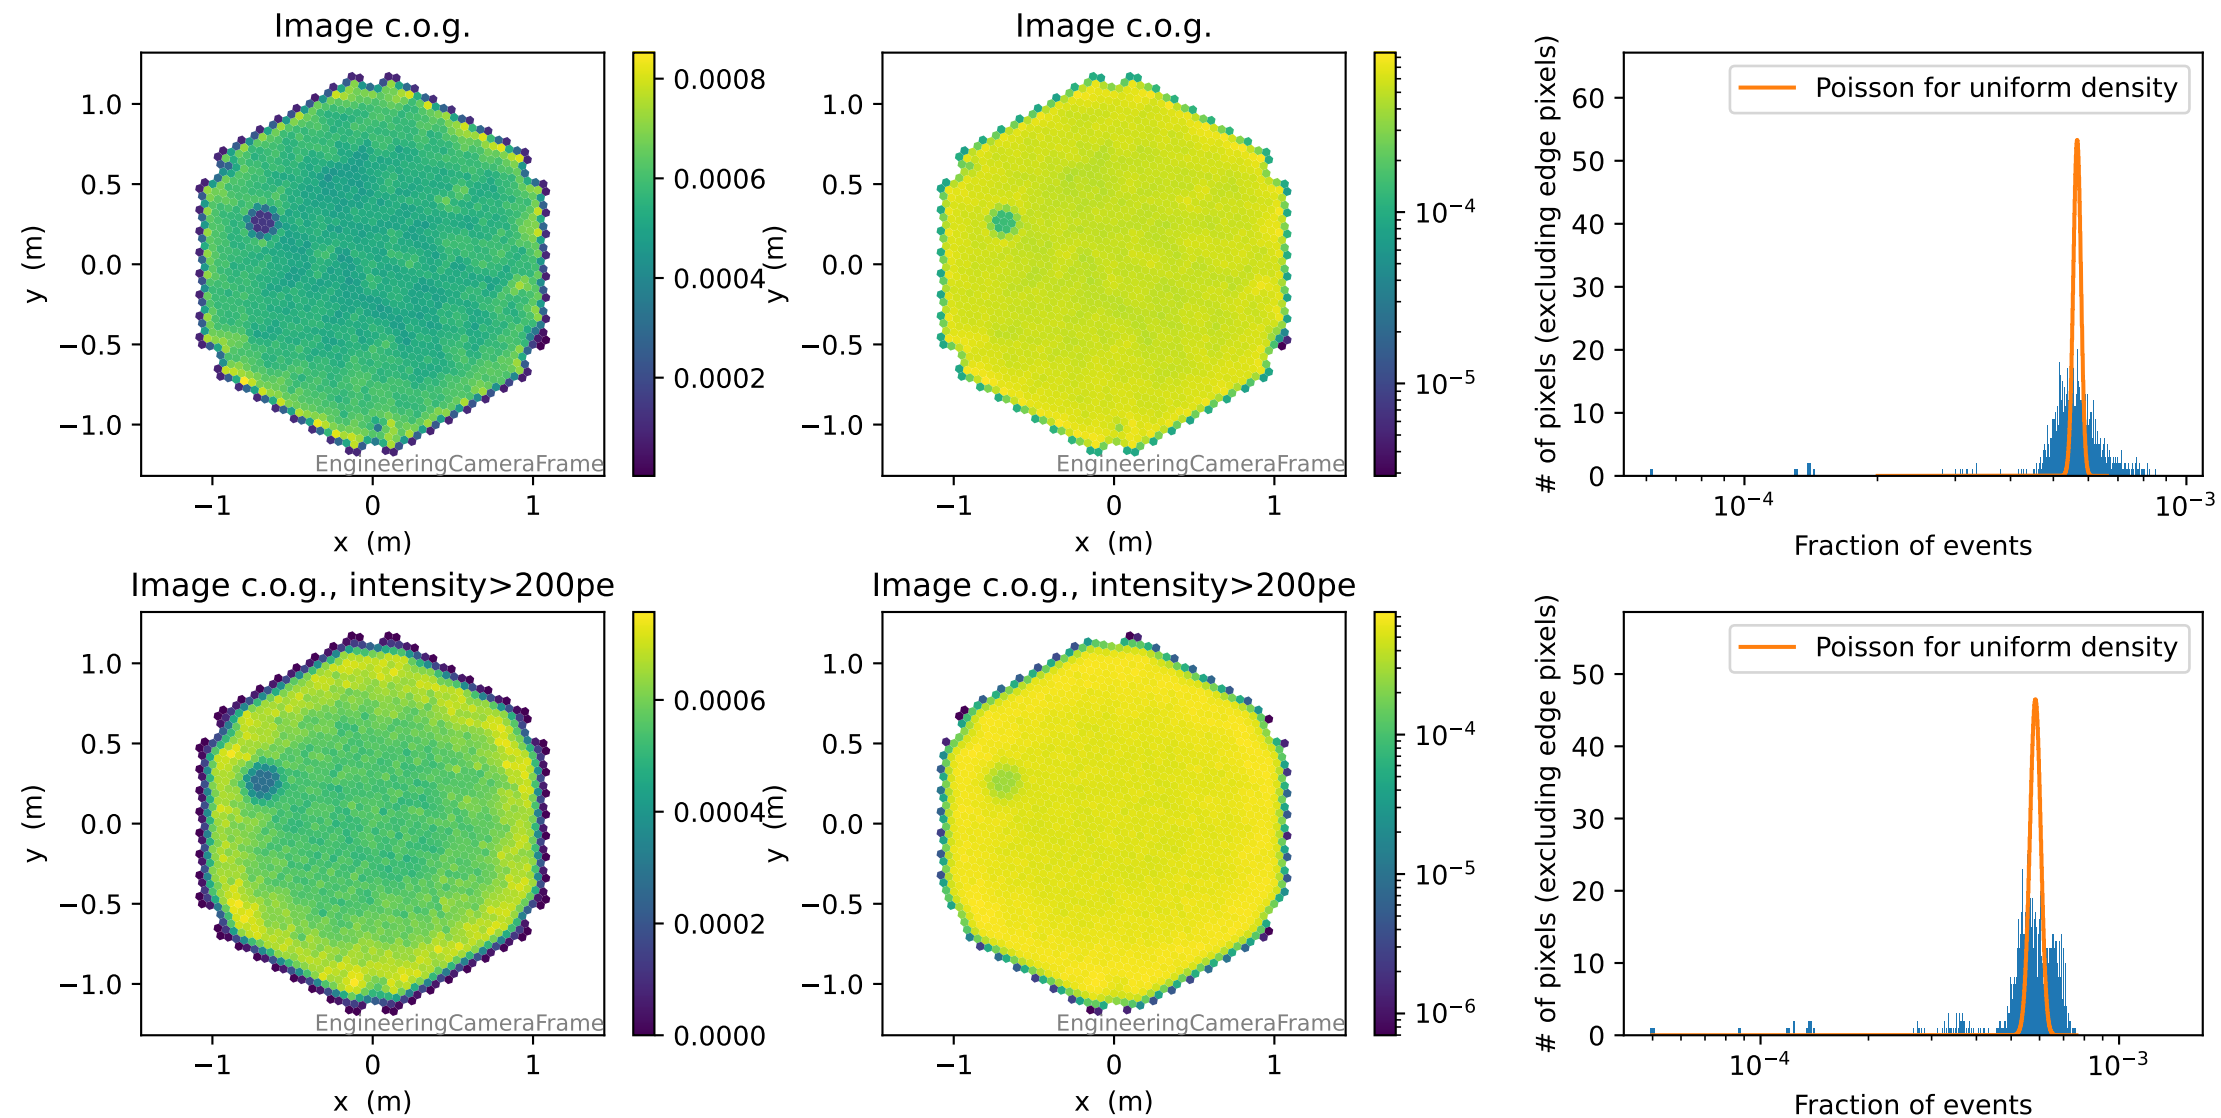 Image c.o.g.
1.0
0.5
0.0
−0.5
−1.0
y (m)
EngineeringCameraFrame
−1
0
1
x (m)
0.0008
0.0006
0.0004
0.0002
Image c.o.g.
1.0
0.5
0.0
−0.5
−1.0
y (m)
EngineeringCameraFrame
−1
0
1
x (m)
10⁻⁴
10⁻⁵
# of pixels (excluding edge pixels)
60
50
40
30
20
10
0
Poisson for uniform density
10⁻⁴
10⁻³
Fraction of events
Image c.o.g., intensity>200pe
1.0
0.5
0.0
−0.5
−1.0
y (m)
EngineeringCameraFrame
−1
0
1
x (m)
0.0006
0.0004
0.0002
0.0000
Image c.o.g., intensity>200pe
1.0
0.5
0.0
−0.5
−1.0
y (m)
EngineeringCameraFrame
−1
0
1
x (m)
10⁻⁴
10⁻⁵
10⁻⁶
# of pixels (excluding edge pixels)
50
40
30
20
10
0
Poisson for uniform density
10⁻⁴
10⁻³
Fraction of events